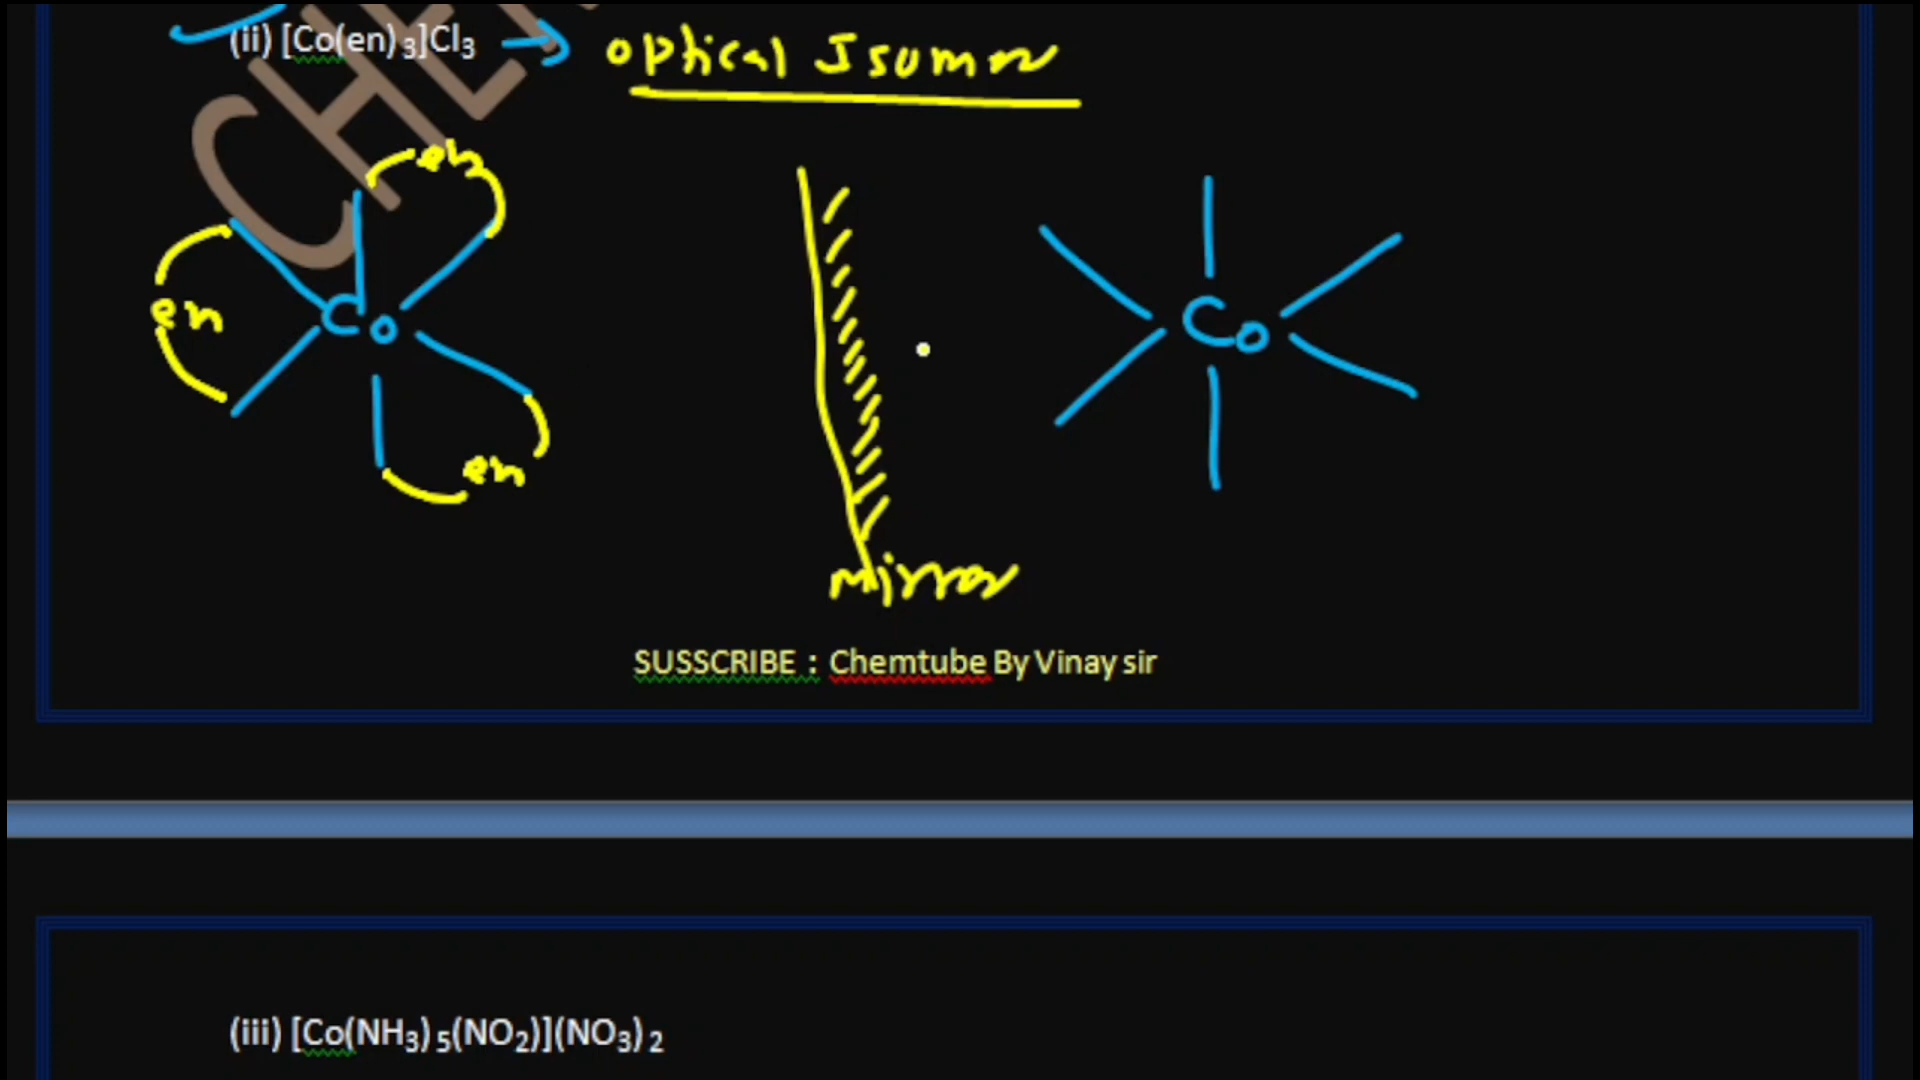 (ii) [Co(en)₃]Cl₃ → optical Isomer
CHE
en
en
Co
en
Co
Mirror
SUSSCRIBE : Chemtube By Vinay sir
(iii) [Co(NH₃)₅(NO₂)](NO₃)₂